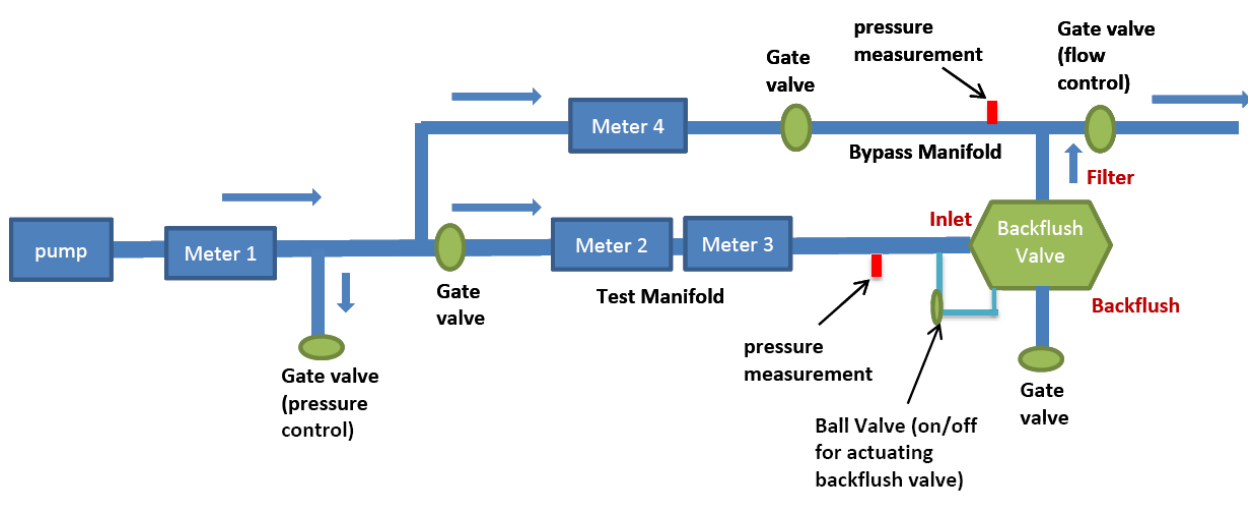 pressure
measurement
Gate valve
(flow
control)
Gate
valve
Meter 4
Bypass Manifold
Filter
Inlet
Backflush
Valve
pump
Meter 1
Meter 2
Meter 3
Gate
valve
Test Manifold
Backflush
pressure
measurement
Gate valve
(pressure
control)
Gate
valve
Ball Valve (on/off
for actuating
backflush valve)